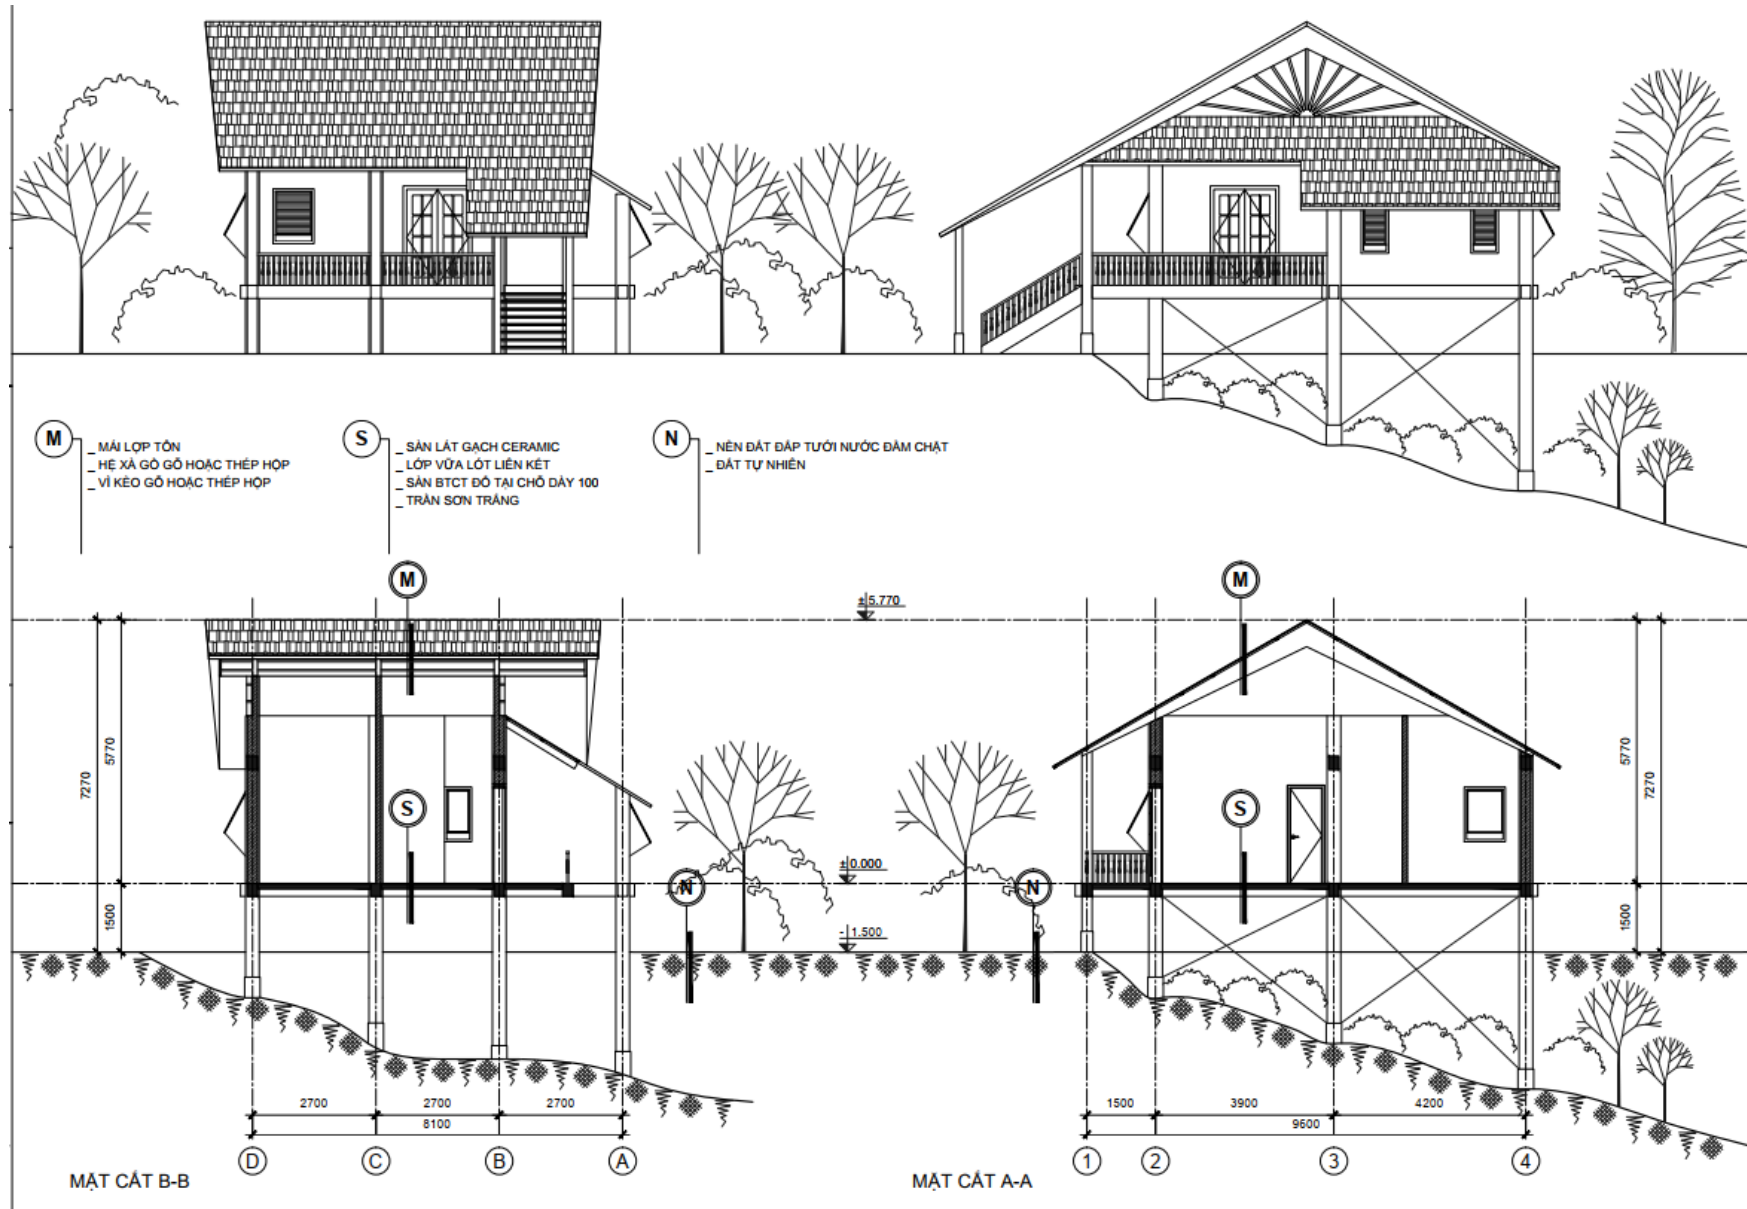 M
_ MÁI LỢP TÔN
_ HỆ XÀ GỒ GỖ HOẶC THÉP HỘP
_ VÌ KÈO GỖ HOẶC THÉP HỘP
S
_ SÀN LÁT GẠCH CERAMIC
_ LỚP VỮA LÓT LIÊN KẾT
_ SÀN BTCT ĐỔ TẠI CHỖ DÀY 100
_ TRẦN SƠN TRẮNG
N
_ NỀN ĐẤT ĐẮP TƯỚI NƯỚC ĐẦM CHẶT
_ ĐẤT TỰ NHIÊN
M
M
±5.770
5770
7270
1500
S
S
±0.000
N
N
- 1.500
5770
7270
1500
2700
2700
2700
8100
D
C
B
A
MẶT CẮT B-B
1500
3900
4200
9600
1
2
3
4
MẶT CẮT A-A